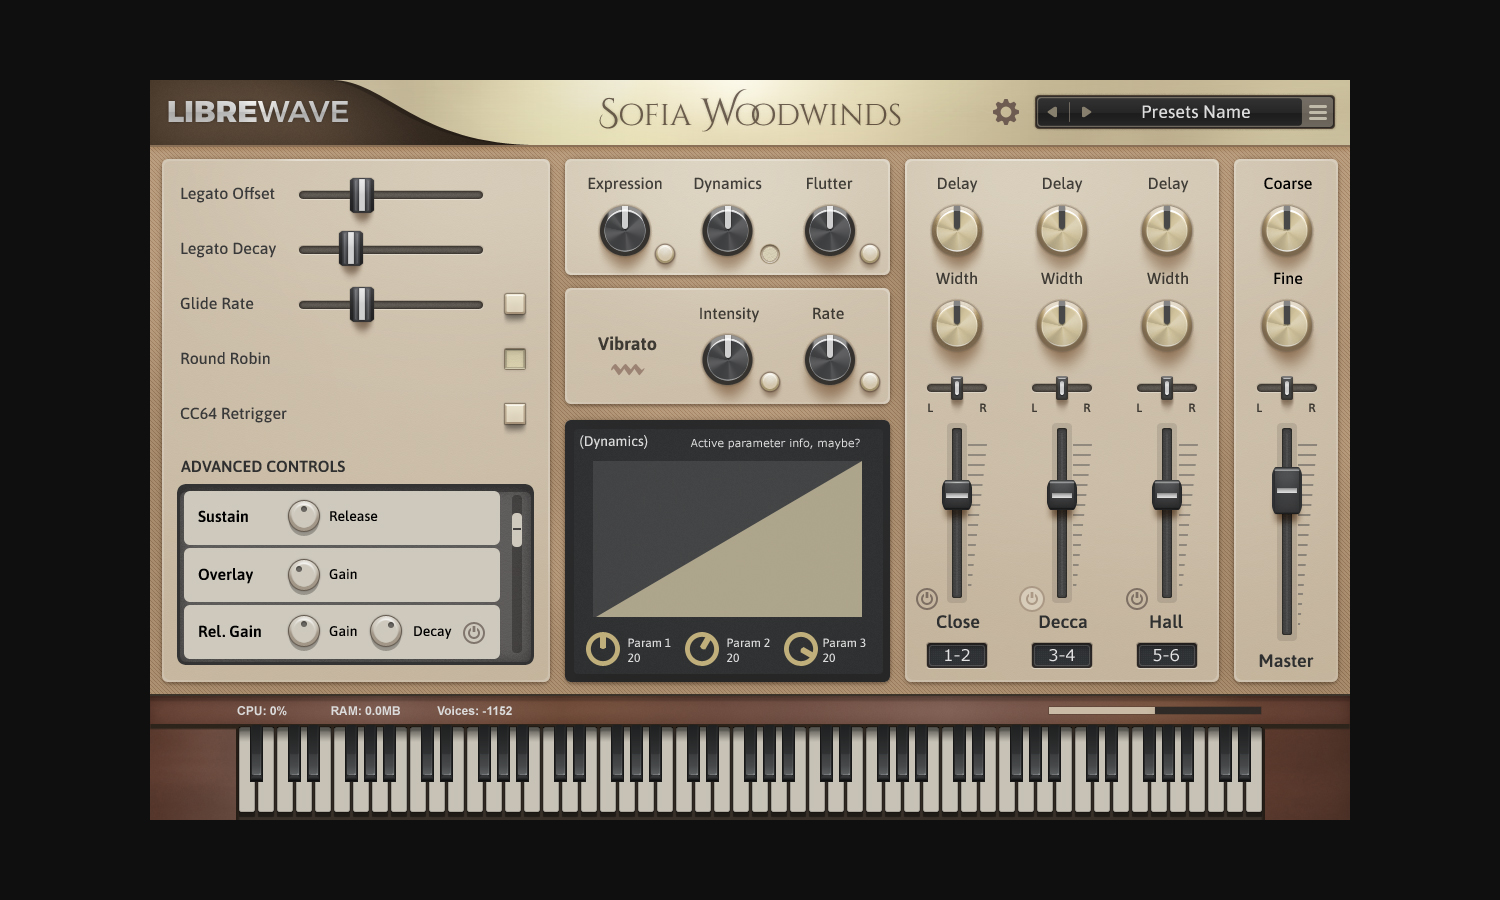 LIBREWAVE
Sofia Woodwinds
Presets Name
Legato Offset
Legato Decay
Glide Rate
Round Robin
CC64 Retrigger
ADVANCED CONTROLS
Sustain
Release
Overlay
Gain
Rel. Gain
Gain
Decay
Expression
Dynamics
Flutter
Vibrato
Intensity
Rate
(Dynamics)
Active parameter info, maybe?
Param 1
20
Param 2
20
Param 3
20
Delay
Delay
Delay
Width
Width
Width
L R
L R
L R
Close
Decca
Hall
1-2
3-4
5-6
Coarse
Fine
L R
Master
CPU: 0%
RAM: 0.0MB
Voices: -1152